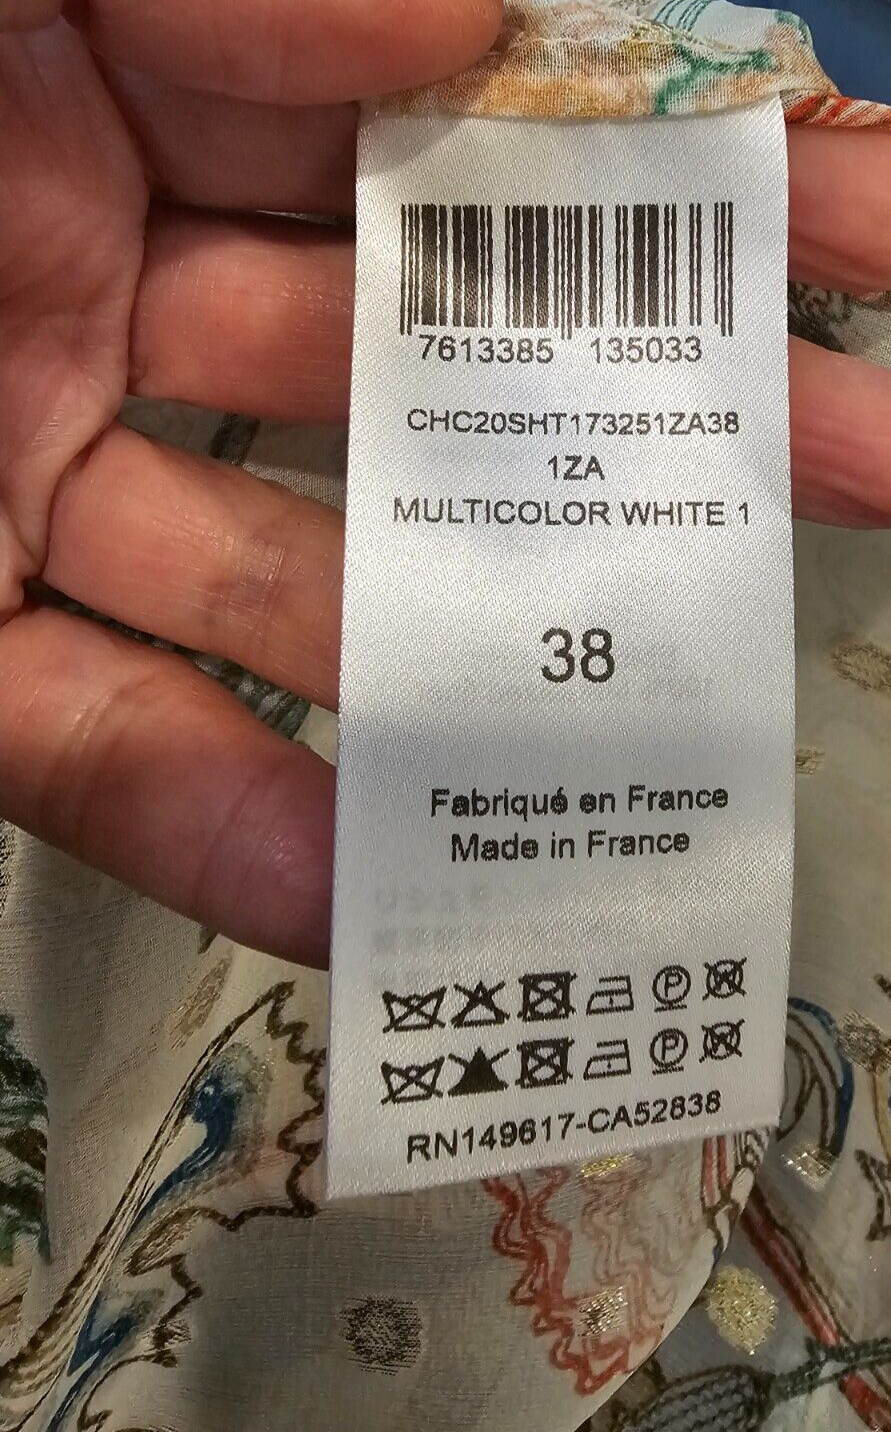 7613385 135033
CHC20SHT173251ZA38
1ZA
MULTICOLOR WHITE 1
38
Fabriqué en France
Made in France
RN149617-CA52838